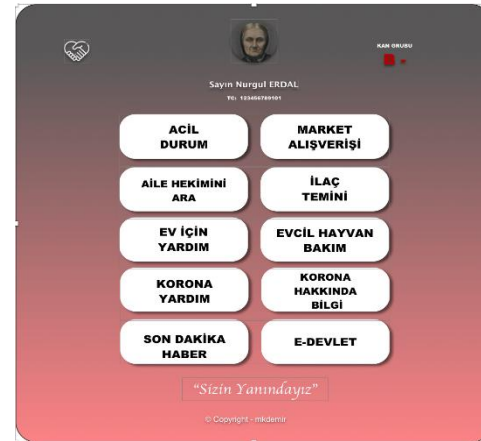 KAN GRUBU
Sayın Nurgul ERDAL
TC: 123456789101
ACİL
DURUM
MARKET
ALIŞVERİŞİ
AİLE HEKİMİNİ
ARA
İLAÇ
TEMİNİ
EV İÇİN
YARDIM
EVCİL HAYVAN
BAKIM
KORONA
YARDIM
KORONA
HAKKINDA
BİLGİ
SON DAKİKA
HABER
E-DEVLET
“Sizin Yanındayız”
© Copyright - mkdemir